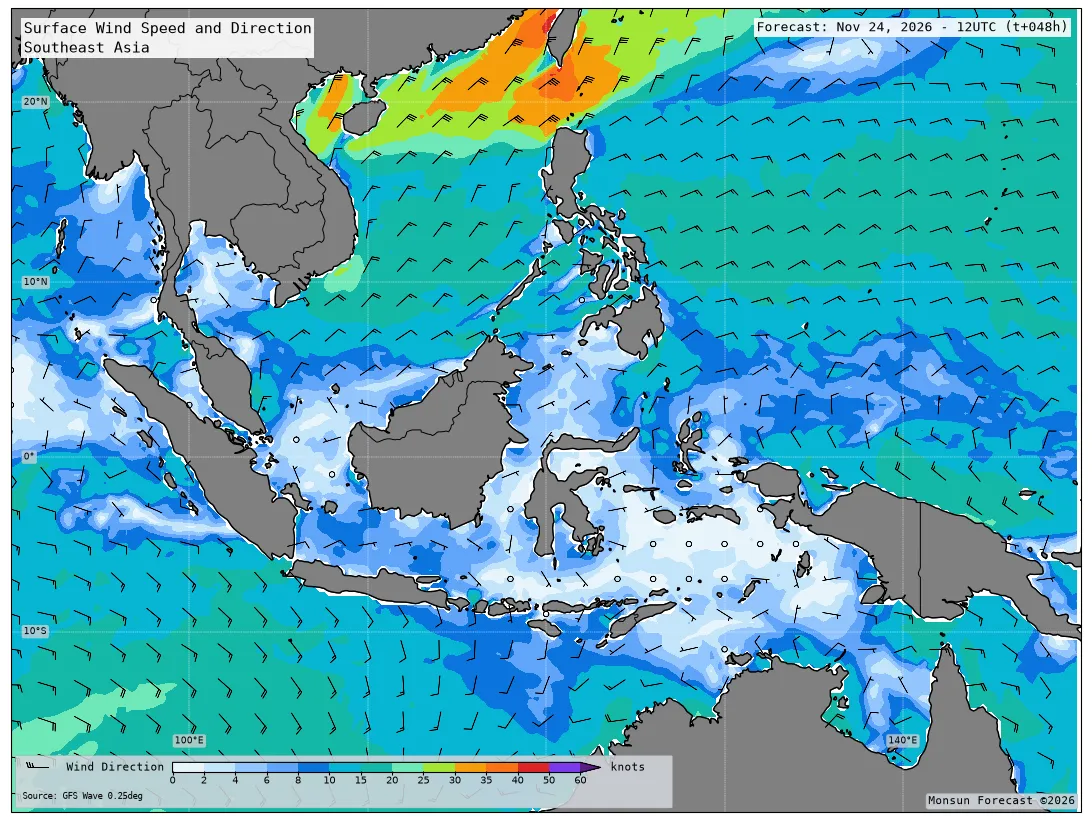 Surface Wind Speed and Direction
Southeast Asia
Forecast: Nov 24, 2026 - 12UTC (t+048h)
20°N
10°N
0°
10°S
100°E
140°E
Wind Direction
0 2 4 6 8 10 15 20 25 30 35 40 50 60
knots
Source: GFS Wave 0.25deg
Monsun Forecast ©2026